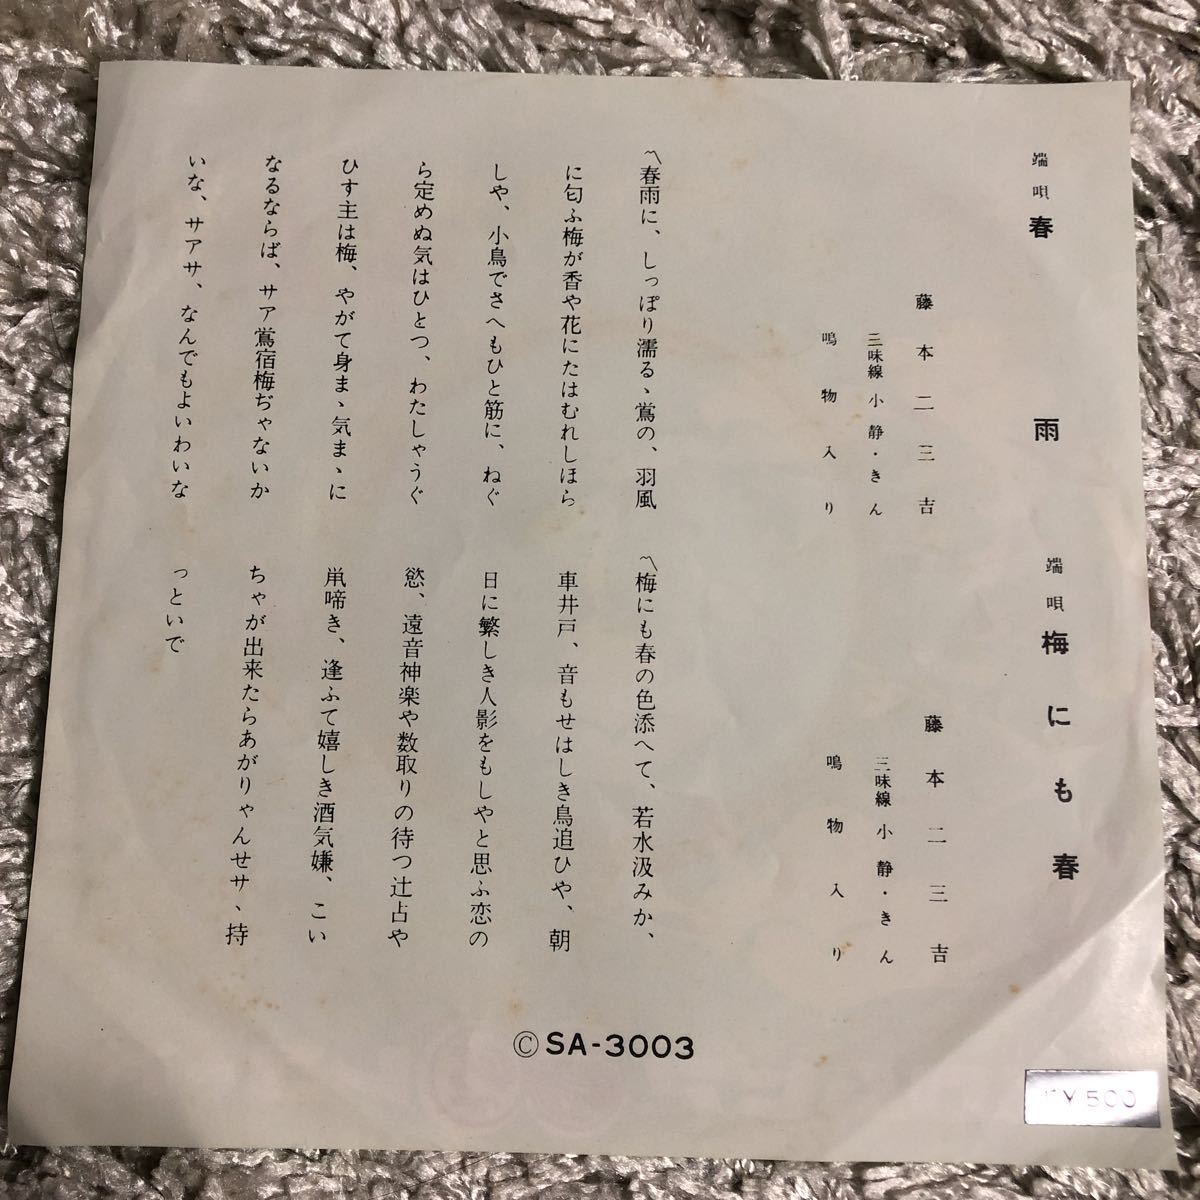 端唄 春雨
藤本二三吉
三味線 小静・きん
鳴物入り
〽春雨に、しっぽり濡るゝ鴬の、羽風
に匂ふ梅が香や花にたはむれしほら
しや、小鳥でさへもひと筋に、ねぐ
ら定めぬ気はひとつ、わたしゃうぐ
ひす主は梅、やがて身まゝ気まゝに
なるならば、サア鴬宿梅ぢゃないか
いな、サアサ、なんでもよいわいな
端唄 梅にも春
藤本二三吉
三味線 小静・きん
鳴物入り
〽梅にも春の色添へて、若水汲みか、
車井戸、音もせはしき鳥追ひや、朝
日に繁しき人影をもしやと思ふ恋の
慾、遠音神楽や数取りの待つ辻占や
鼡啼き、逢ふて嬉しき酒気嫌、こい
ちゃが出来たらあがりゃんせサ、持
っといで
©SA-3003
¥500